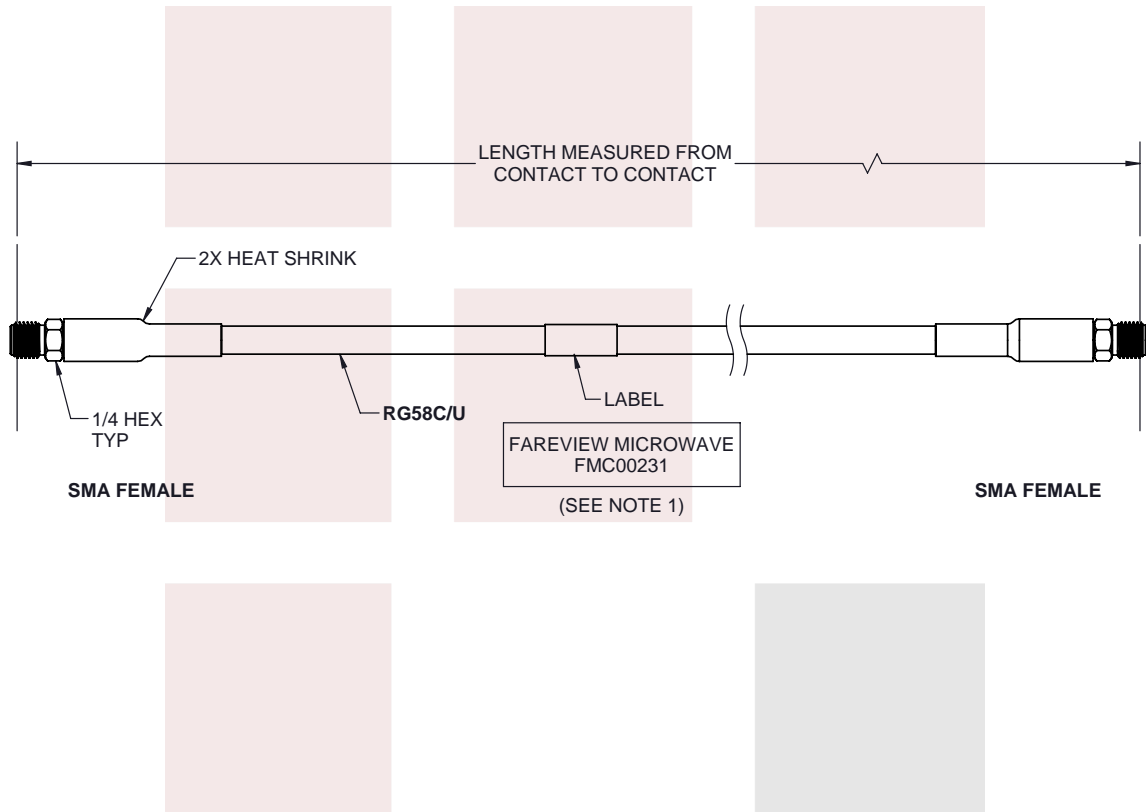 LENGTH MEASURED FROM
CONTACT TO CONTACT
2X HEAT SHRINK
1/4 HEX
TYP
RG58C/U
LABEL
FAREVIEW MICROWAVE
FMC00231
(SEE NOTE 1)
SMA FEMALE
SMA FEMALE